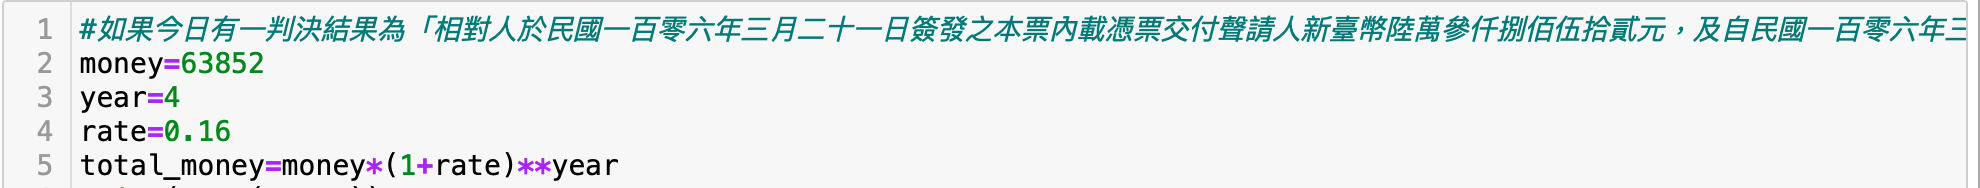 1 #如果今日有一判決結果為「相對人於民國一百零六年三月二十一日簽發之本票內載憑票交付聲請人新臺幣陸萬參仟捌佰伍拾貳元，及自民國一百零六年三
2 money=63852
3 year=4
4 rate=0.16
5 total_money=money*(1+rate)**year